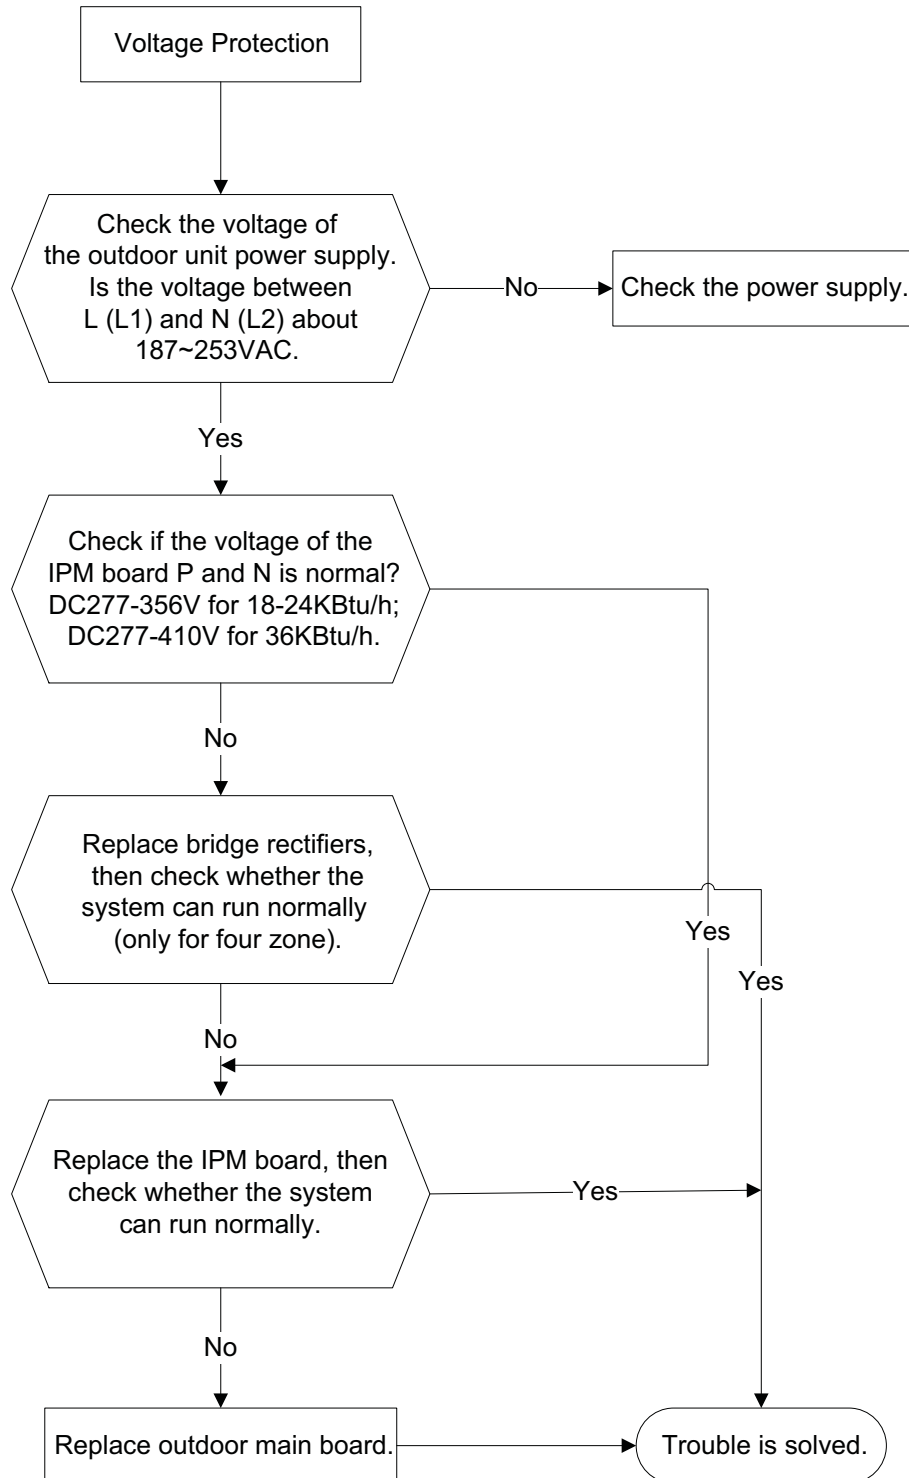 Voltage Protection
Check the voltage of
the outdoor unit power supply.
Is the voltage between
L (L1) and N (L2) about
187~253VAC.
No
Check the power supply.
Yes
Check if the voltage of the
IPM board P and N is normal?
DC277-356V for 18-24KBtu/h;
DC277-410V for 36KBtu/h.
No
Replace bridge rectifiers,
then check whether the
system can run normally
(only for four zone).
Yes
Yes
No
Replace the IPM board, then
check whether the system
can run normally.
Yes
No
Replace outdoor main board.
Trouble is solved.